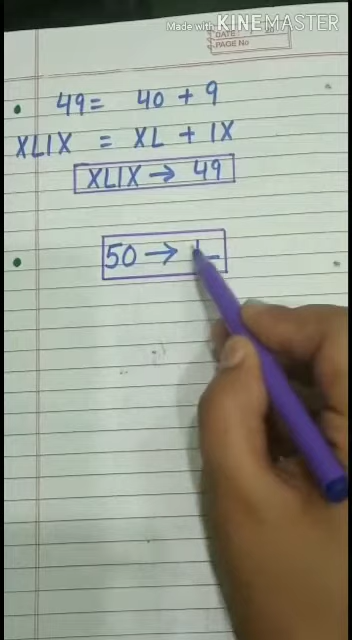 Made with KINEMASTER
DATE
PAGE No
49 = 40 + 9
XLIX = XL + IX
XLIX → 49
50 → L